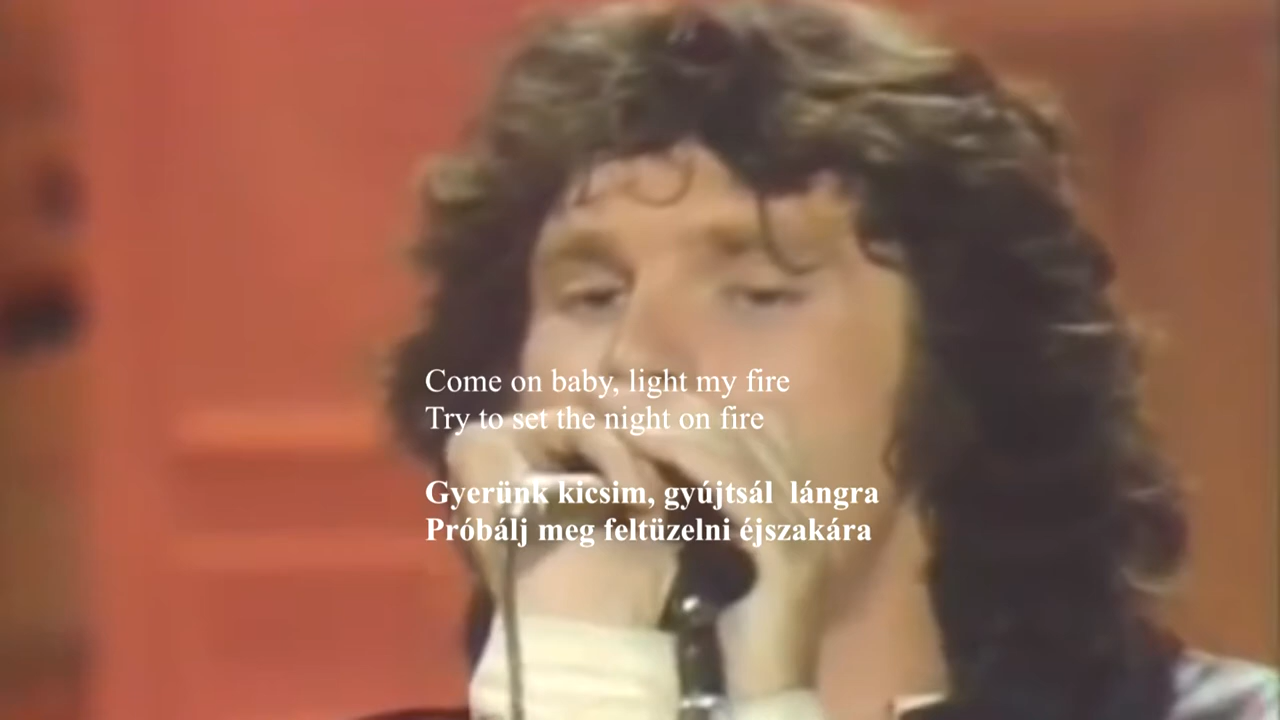 Come on baby, light my fire
Try to set the night on fire
Gyerünk kicsim, gyújtsál  lángra
Próbálj meg feltüzelni éjszakára